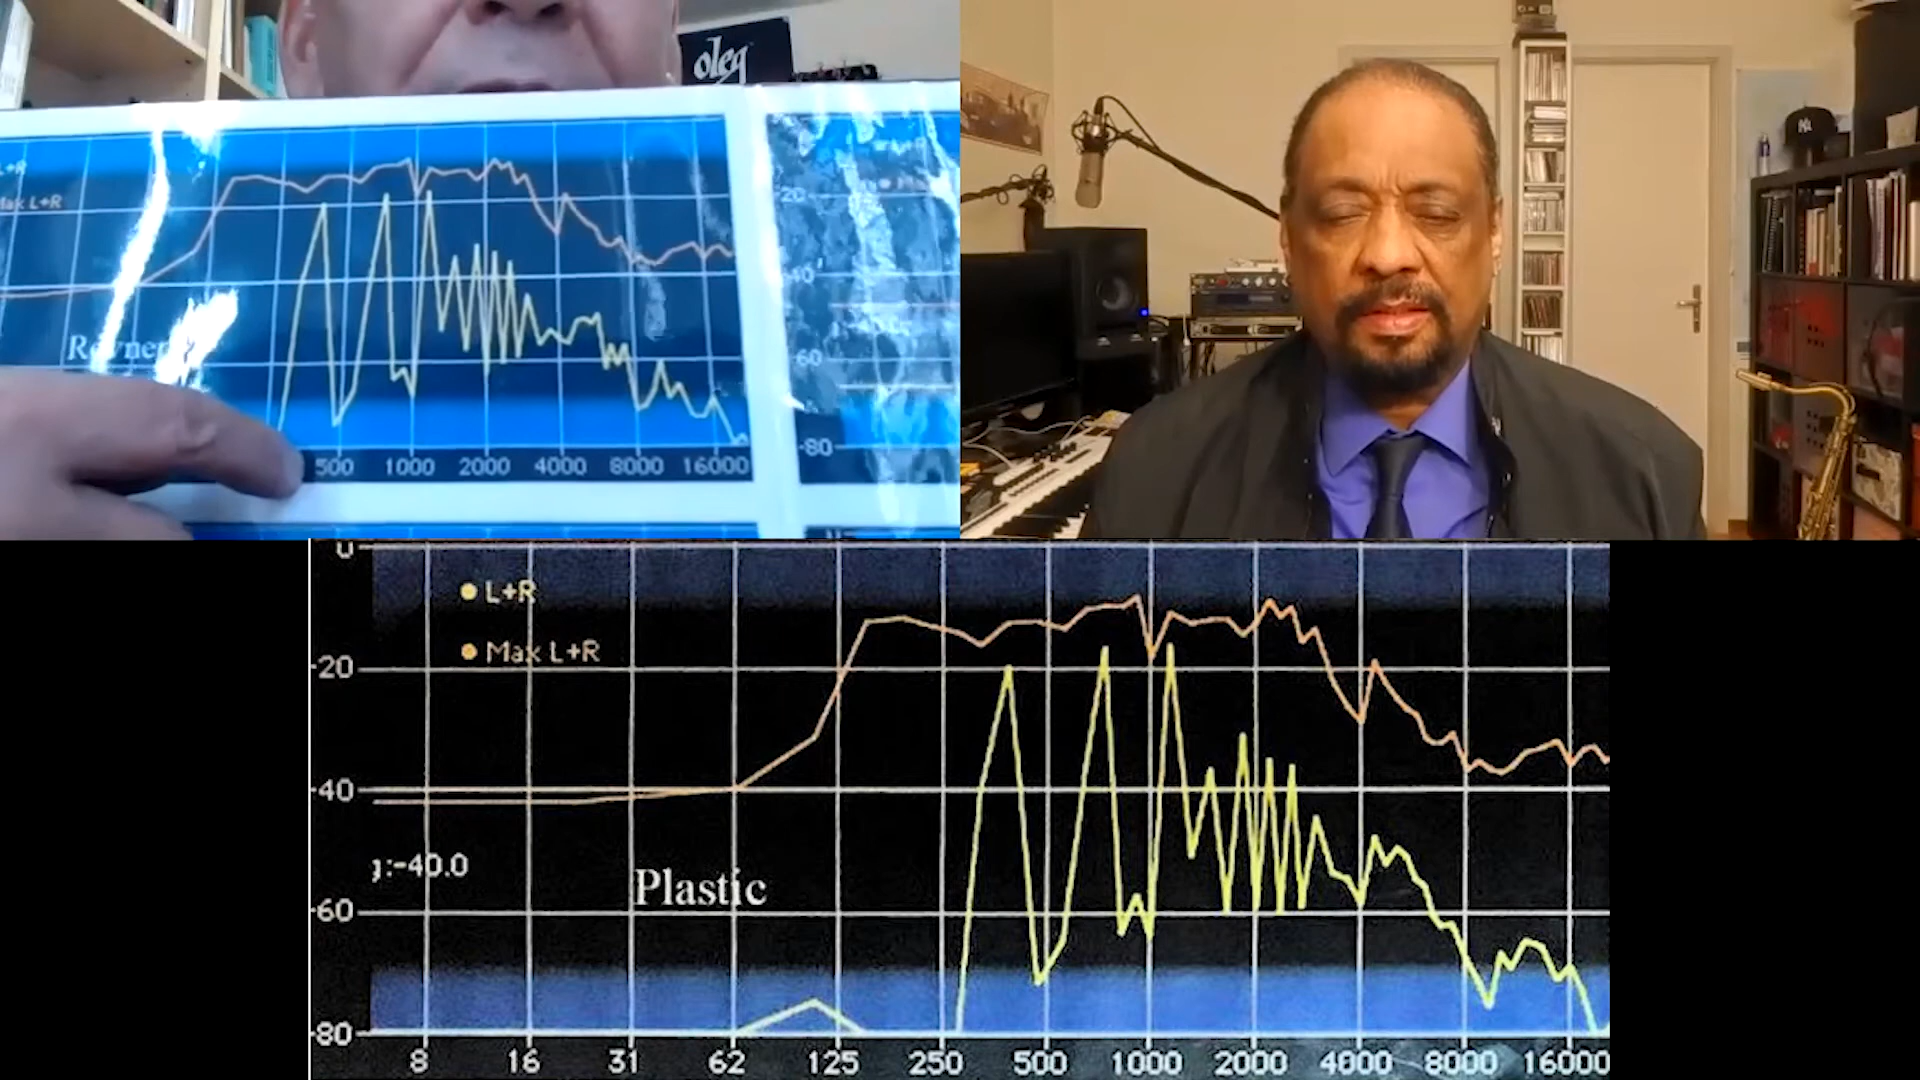 oleg
L+R
Max L+R
Rovner
500 1000 2000 4000 8000 16000
-20
-40
-60
-80
0
L+R
Max L+R
-20
-40
g:-40.0
Plastic
-60
-80
8 16 31 62 125 250 500 1000 2000 4000 8000 16000